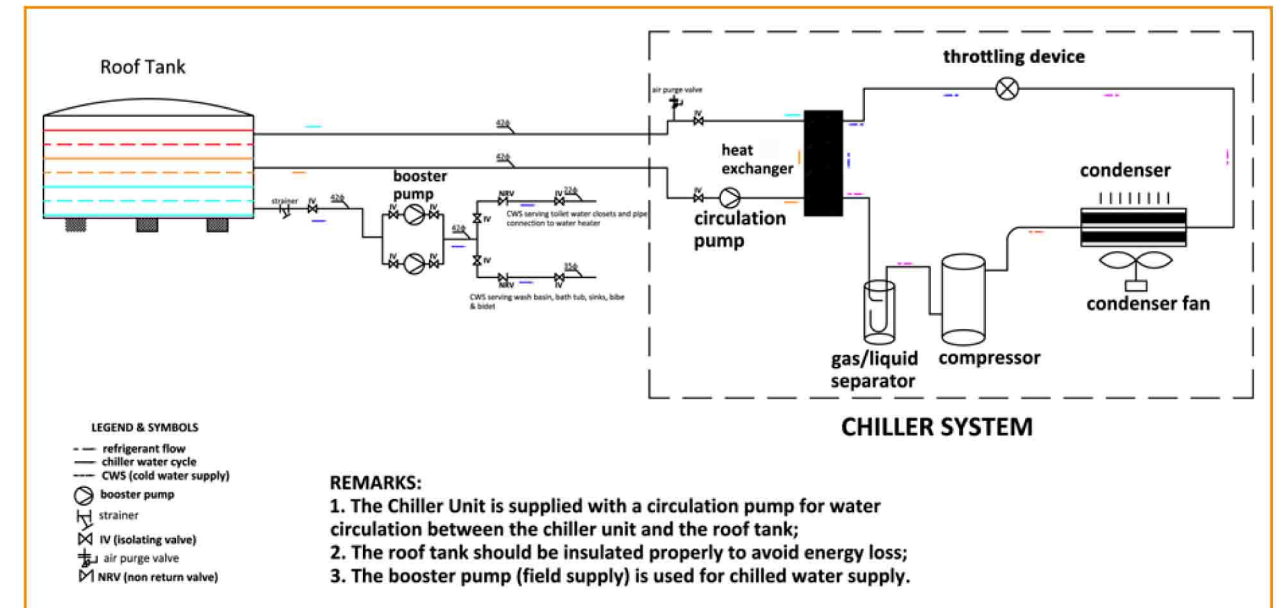 Roof Tank
throttling device
air purge valve
IV
42ϕ
42ϕ
heat
exchanger
condenser
booster
pump
IV
circulation
pump
strainer
IV
42ϕ
IV
IV
42ϕ
NRV
IV
22ϕ
CWS serving toilet water closets and pipe
connection to water heater
IV
IV
IV
IV
NRV
IV
35ϕ
CWS serving wash basin, bath tub, sinks, bibe
& bidet
condenser fan
gas/liquid
separator
compressor
CHILLER SYSTEM
LEGEND & SYMBOLS
refrigerant flow
chiller water cycle
CWS (cold water supply)
booster pump
strainer
IV (isolating valve)
air purge valve
NRV (non return valve)
REMARKS:
1. The Chiller Unit is supplied with a circulation pump for water
circulation between the chiller unit and the roof tank;
2. The roof tank should be insulated properly to avoid energy loss;
3. The booster pump (field supply) is used for chilled water supply.